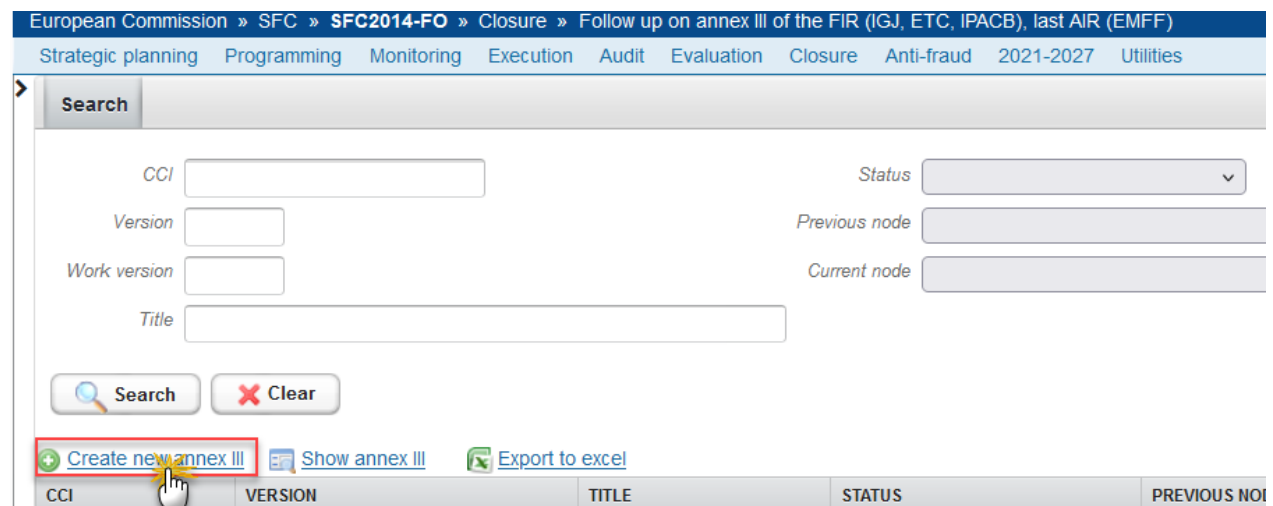 European Commission » SFC » SFC2014-FO » Closure » Follow up on annex III of the FIR (IGJ, ETC, IPACB), last AIR (EMFF)
Strategic planning Programming Monitoring Execution Audit Evaluation Closure Anti-fraud 2021-2027 Utilities
Search
CCI Status
Version Previous node
Work version Current node
Title
Search Clear
Create new annex III Show annex III Export to excel
CCI VERSION TITLE STATUS PREVIOUS